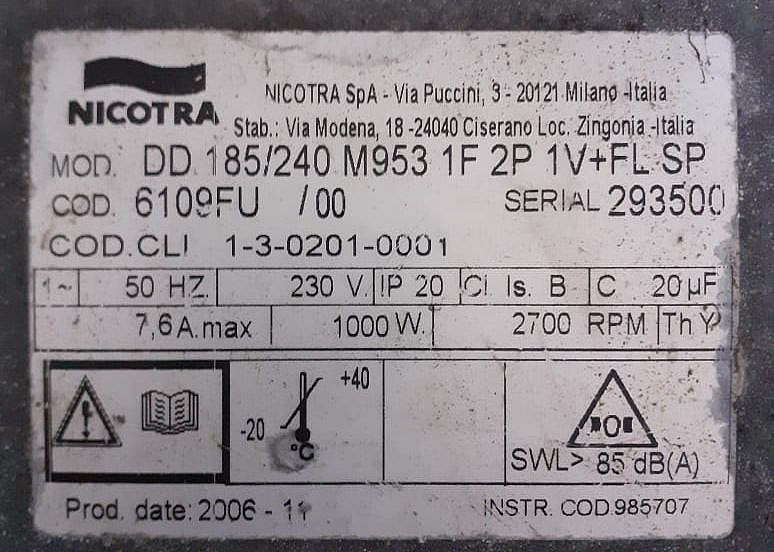 NICOTRA
NICOTRA SpA - Via Puccini, 3 - 20121 Milano -Italia
Stab.: Via Modena, 18 -24040 Ciserano Loc. Zingonia -Italia
MOD. DD 185/240 M953 1F 2P 1V+FL SP
COD. 6109FU /00 SERIAL 293500
COD.CLI 1-3-0201-0001
1~ 50 HZ. 230 V. IP 20 Cl Is. B C 20 µF
7,6 A.max 1000 W. 2700 RPM Th Y
-20 +40 °C
SWL> 85 dB(A)
Prod. date: 2006 - 11 INSTR. COD.985707